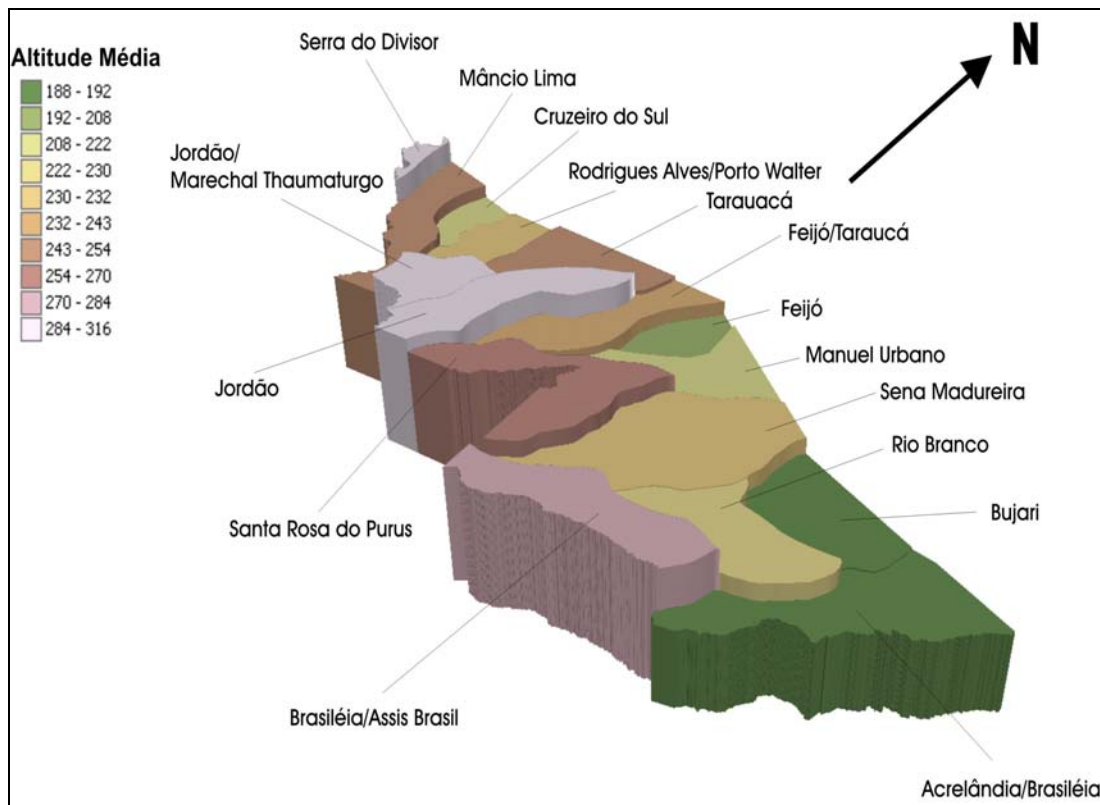 Altitude Média
188 - 192
192 - 208
208 - 222
222 - 230
230 - 232
232 - 243
243 - 254
254 - 270
270 - 284
284 - 316
N
Serra do Divisor
Mâncio Lima
Cruzeiro do Sul
Jordão/
Marechal Thaumaturgo
Rodrigues Alves/Porto Walter
Tarauacá
Feijó/Taraucá
Feijó
Manuel Urbano
Sena Madureira
Rio Branco
Bujari
Jordão
Santa Rosa do Purus
Brasiléia/Assis Brasil
Acrelândia/Brasiléia